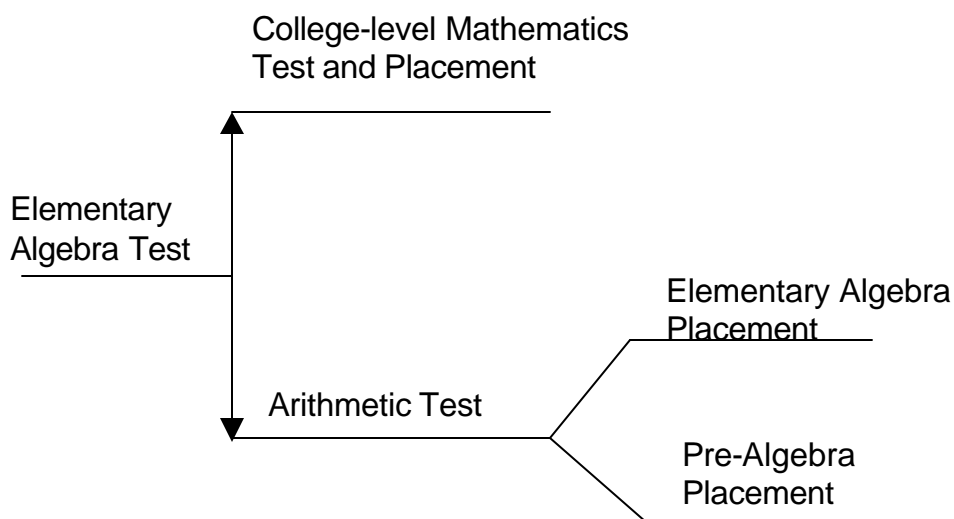 College-level Mathematics
Test and Placement
Elementary
Algebra Test
Elementary Algebra
Placement
Arithmetic Test
Pre-Algebra
Placement